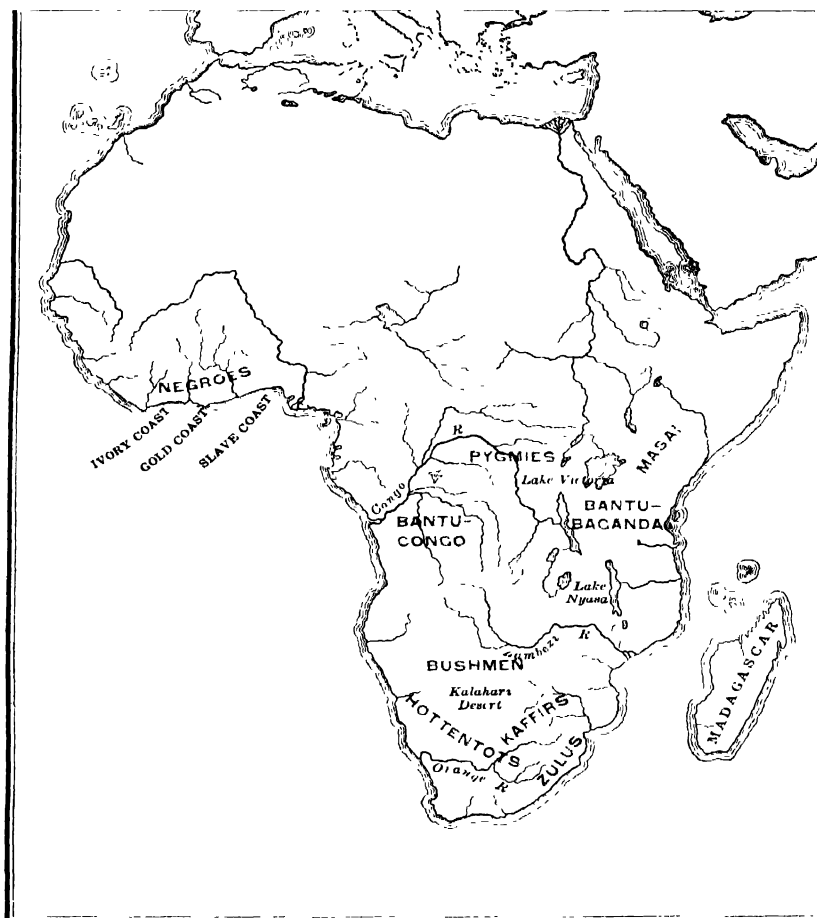 NEGROES
IVORY COAST
GOLD COAST
SLAVE COAST
R
Congo
PYGMIES
Lake Victoria
MASAI
BANTU-
BAGANDA
BANTU-
CONGO
Lake
Nyasa
R
BUSHMEN
Kalahari
Desert
HOTTENTOTS
KAFFIRS
ZULUS
Orange R
MADAGASCAR